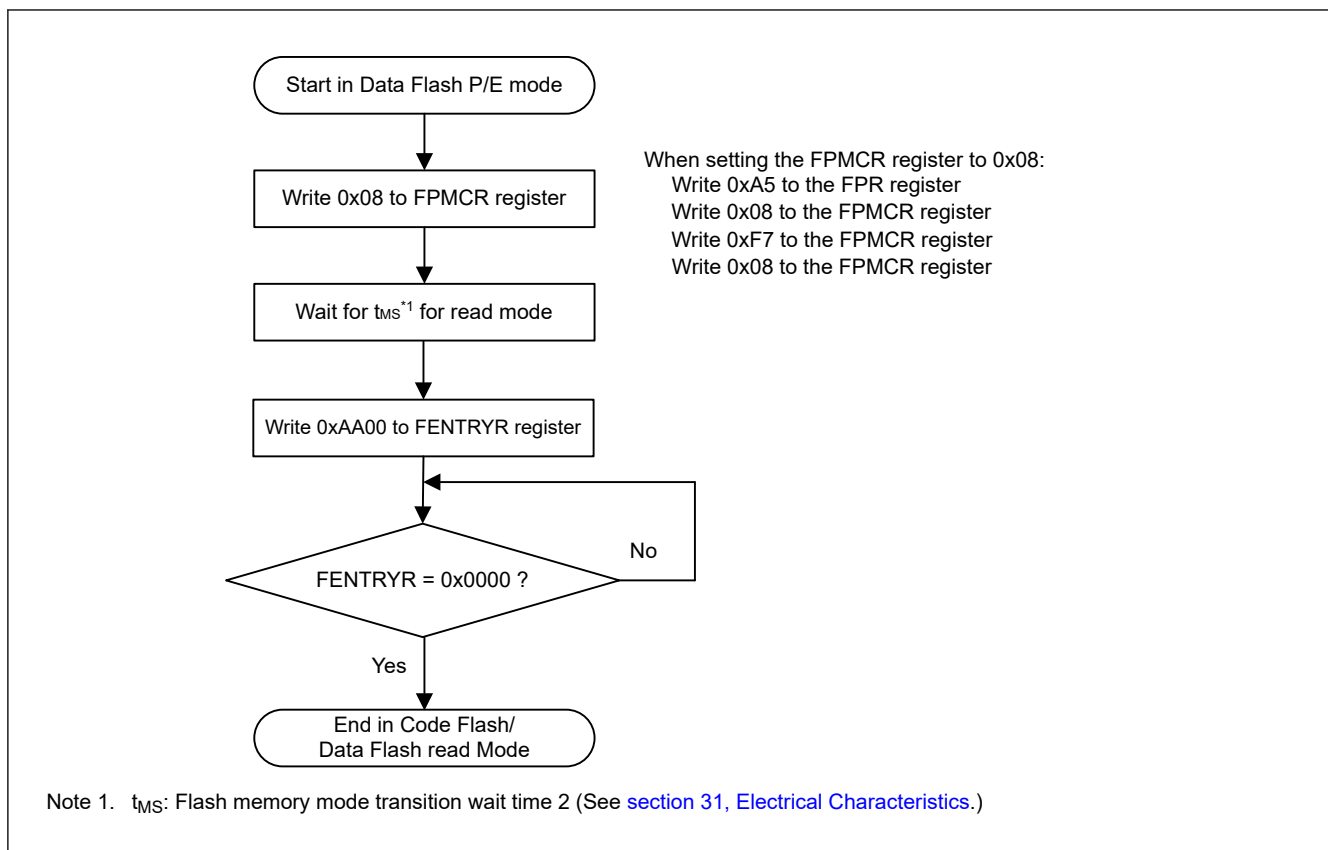 Start in Data Flash P/E mode
Write 0x08 to FPMCR register
When setting the FPMCR register to 0x08:
Write 0xA5 to the FPR register
Write 0x08 to the FPMCR register
Write 0xF7 to the FPMCR register
Write 0x08 to the FPMCR register
Wait for tMS*1 for read mode
Write 0xAA00 to FENTRYR register
FENTRYR = 0x0000 ?
No
Yes
End in Code Flash/
Data Flash read Mode
Note 1. tMS: Flash memory mode transition wait time 2 (See section 31, Electrical Characteristics.)